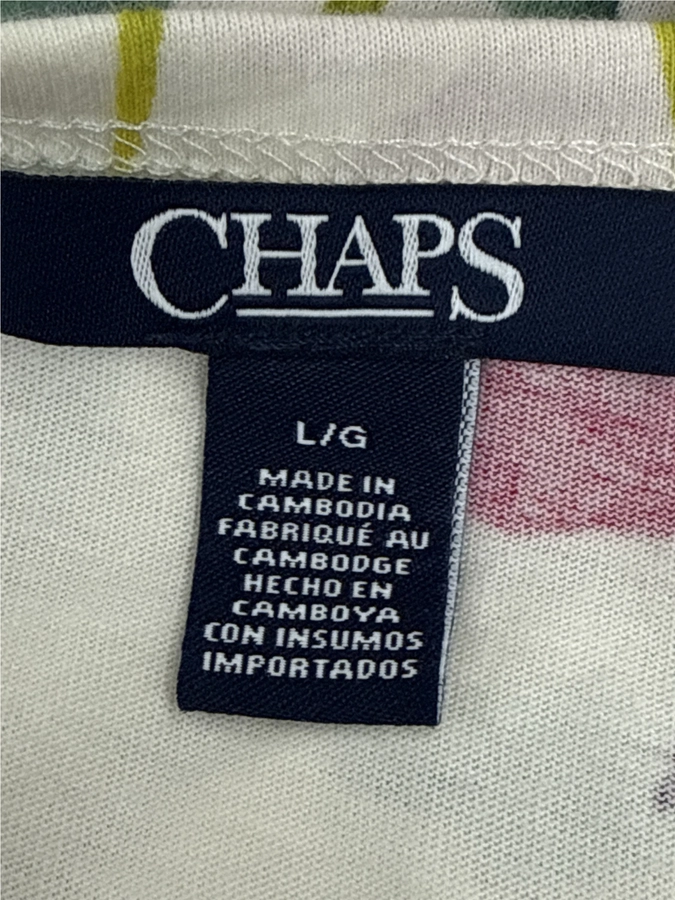 CHAPS
L/G
MADE IN
CAMBODIA
FABRIQUÉ AU
CAMBODGE
HECHO EN
CAMBOYA
CON INSUMOS
IMPORTADOS